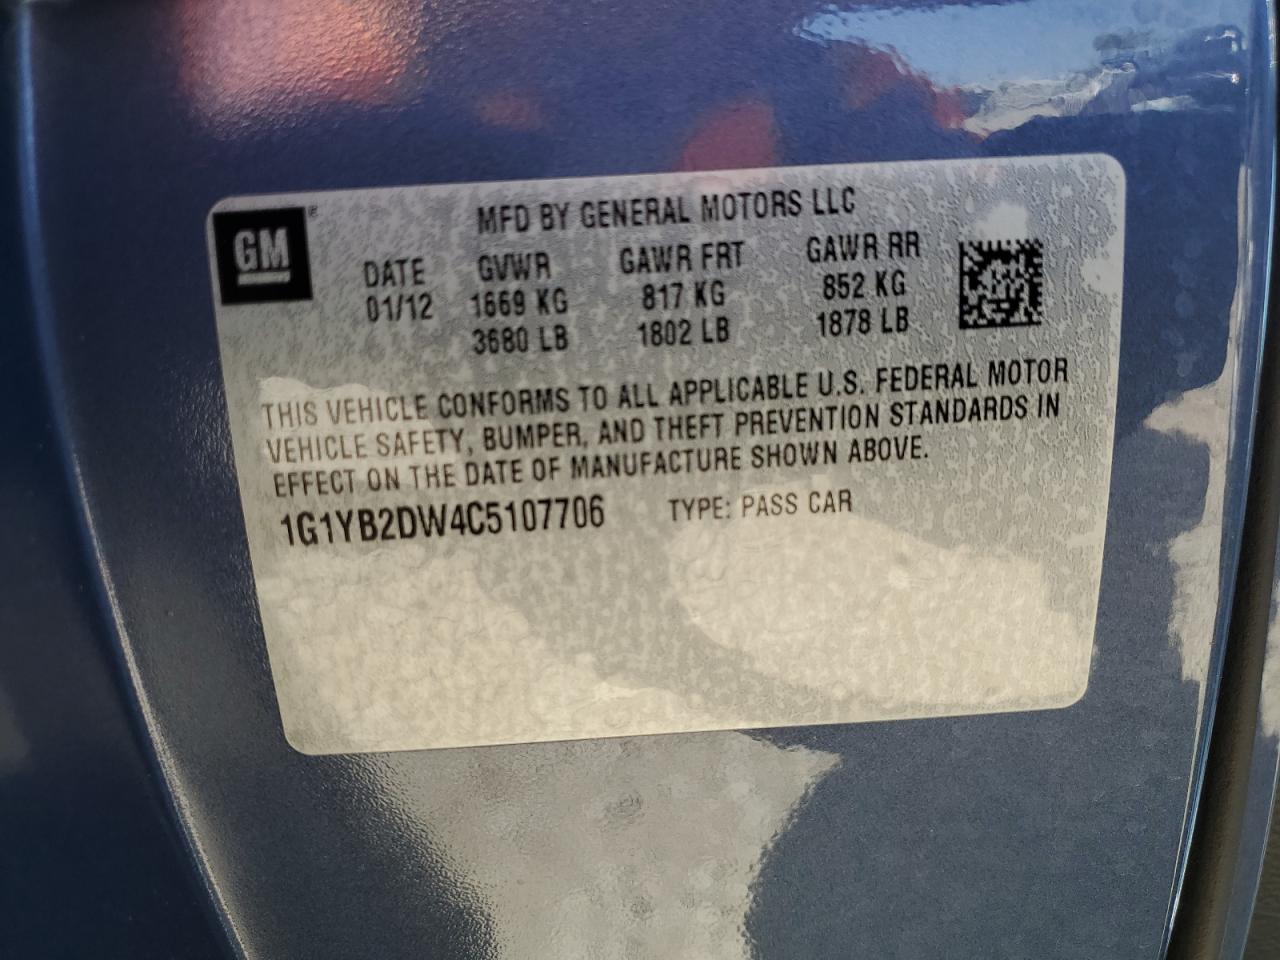 GM ®
MFD BY GENERAL MOTORS LLC
DATE GVWR GAWR FRT GAWR RR
01/12 1669 KG 817 KG 852 KG
3680 LB 1802 LB 1878 LB
THIS VEHICLE CONFORMS TO ALL APPLICABLE U.S. FEDERAL MOTOR
VEHICLE SAFETY, BUMPER, AND THEFT PREVENTION STANDARDS IN
EFFECT ON THE DATE OF MANUFACTURE SHOWN ABOVE.
1G1YB2DW4C5107706 TYPE: PASS CAR